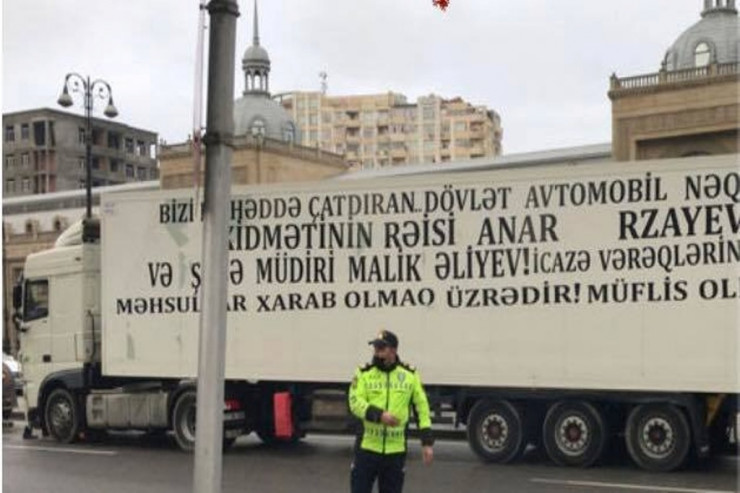 BİZİ HƏDDƏ ÇATDIRAN..DÖVLƏT AVTOMOBİL NƏQ
XİDMƏTİNİN RƏİSİ ANAR RZAYEV
VƏ MÜDİRİ MALİK ƏLİYEV! İCAZƏ VƏRƏQLƏRİN
XARAB OLMAQ ÜZRƏDİR! MÜFLİS OL